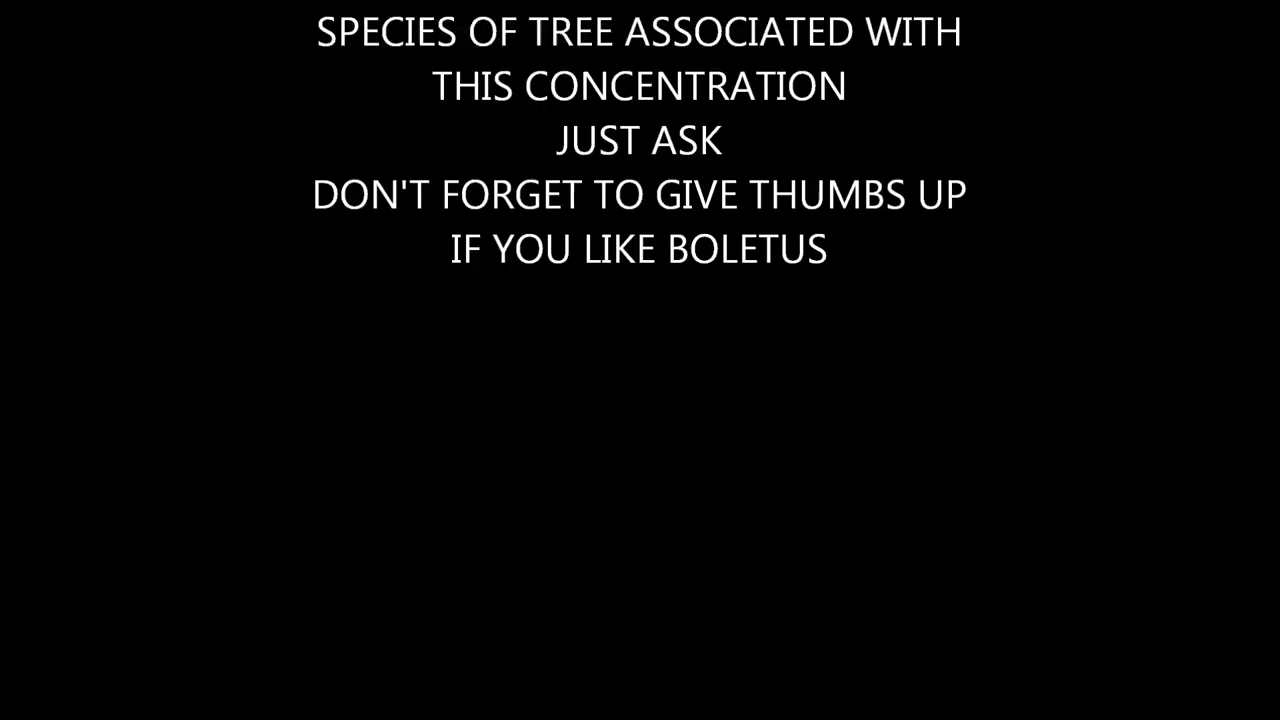 SPECIES OF TREE ASSOCIATED WITH
THIS CONCENTRATION
JUST ASK
DON'T FORGET TO GIVE THUMBS UP
IF YOU LIKE BOLETUS